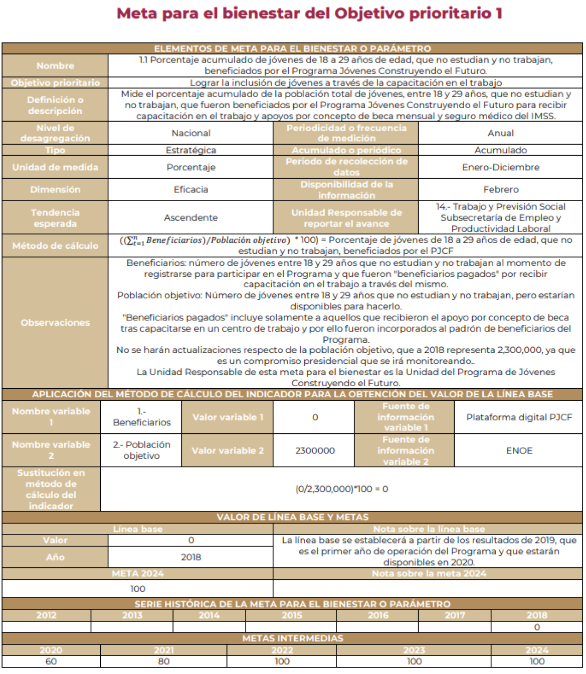 Meta para el bienestar del Objetivo prioritario 1
ELEMENTOS DE META PARA EL BIENESTAR O PARÁMETRO
Nombre
1.1 Porcentaje acumulado de jóvenes de 18 a 29 años de edad, que no estudian y no trabajan,
beneficiados por el Programa Jóvenes Construyendo el Futuro.
Objetivo prioritario
Lograr la inclusión de jóvenes a través de la capacitación en el trabajo
Definición o
descripción
Mide el porcentaje acumulado de la población total de jóvenes, entre 18 y 29 años, que no estudian y
no trabajan, que fueron beneficiados por el Programa Jóvenes Construyendo el Futuro para recibir
capacitación en el trabajo y apoyos por concepto de beca mensual y seguro médico del IMSS.
Nivel de
desagregación
Nacional
Periodicidad o frecuencia
de medición
Anual
Tipo
Estratégica
Acumulado o periódico
Acumulado
Unidad de medida
Porcentaje
Periodo de recolección de
datos
Enero-Diciembre
Dimensión
Eficacia
Disponibilidad de la
información
Febrero
Tendencia
esperada
Ascendente
Unidad Responsable de
reportar el avance
14.- Trabajo y Previsión Social
Subsecretaría de Empleo y
Productividad Laboral
Método de cálculo
((∑ⁿₜ₌₁ Beneficiarios)/Población objetivo) * 100) = Porcentaje de jóvenes de 18 a 29 años de edad, que no
estudian y no trabajan, beneficiados por el PJCF
Observaciones
Beneficiarios: número de jóvenes entre 18 y 29 años que no estudian y no trabajan al momento de
registrarse para participar en el Programa y que fueron "beneficiarios pagados" por recibir
capacitación en el trabajo a través del mismo.
Población objetivo: Número de jóvenes entre 18 y 29 años que no estudian y no trabajan, pero estarían
disponibles para hacerlo.
"Beneficiarios pagados" incluye solamente a aquellos que recibieron el apoyo por concepto de beca
tras capacitarse en un centro de trabajo y por ello fueron incorporados al padrón de beneficiarios del
Programa.
No se harán actualizaciones respecto de la población objetivo, que a 2018 representa 2,300,000, ya que
es un compromiso presidencial que se irá monitoreando..
La Unidad Responsable de esta meta para el bienestar es la Unidad del Programa de Jóvenes
Construyendo el Futuro.
APLICACIÓN DEL MÉTODO DE CÁLCULO DEL INDICADOR PARA LA OBTENCIÓN DEL VALOR DE LA LÍNEA BASE
Nombre variable
1
1.-
Beneficiarios
Valor variable 1
0
Fuente de
información
variable 1
Plataforma digital PJCF
Nombre variable
2
2.- Población
objetivo
Valor variable 2
2300000
Fuente de
información
variable 2
ENOE
Sustitución en
método de
cálculo del
indicador
(0/2,300,000)*100 = 0
VALOR DE LÍNEA BASE Y METAS
Línea base
Nota sobre la línea base
Valor
0
La línea base se establecerá a partir de los resultados de 2019, que
es el primer año de operación del Programa y que estarán
disponibles en 2020.
Año
2018
META 2024
Nota sobre la meta 2024
100
SERIE HISTÓRICA DE LA META PARA EL BIENESTAR O PARÁMETRO
2012 2013 2014 2015 2016 2017 2018
0
METAS INTERMEDIAS
2020 2021 2022 2023 2024
60 80 100 100 100